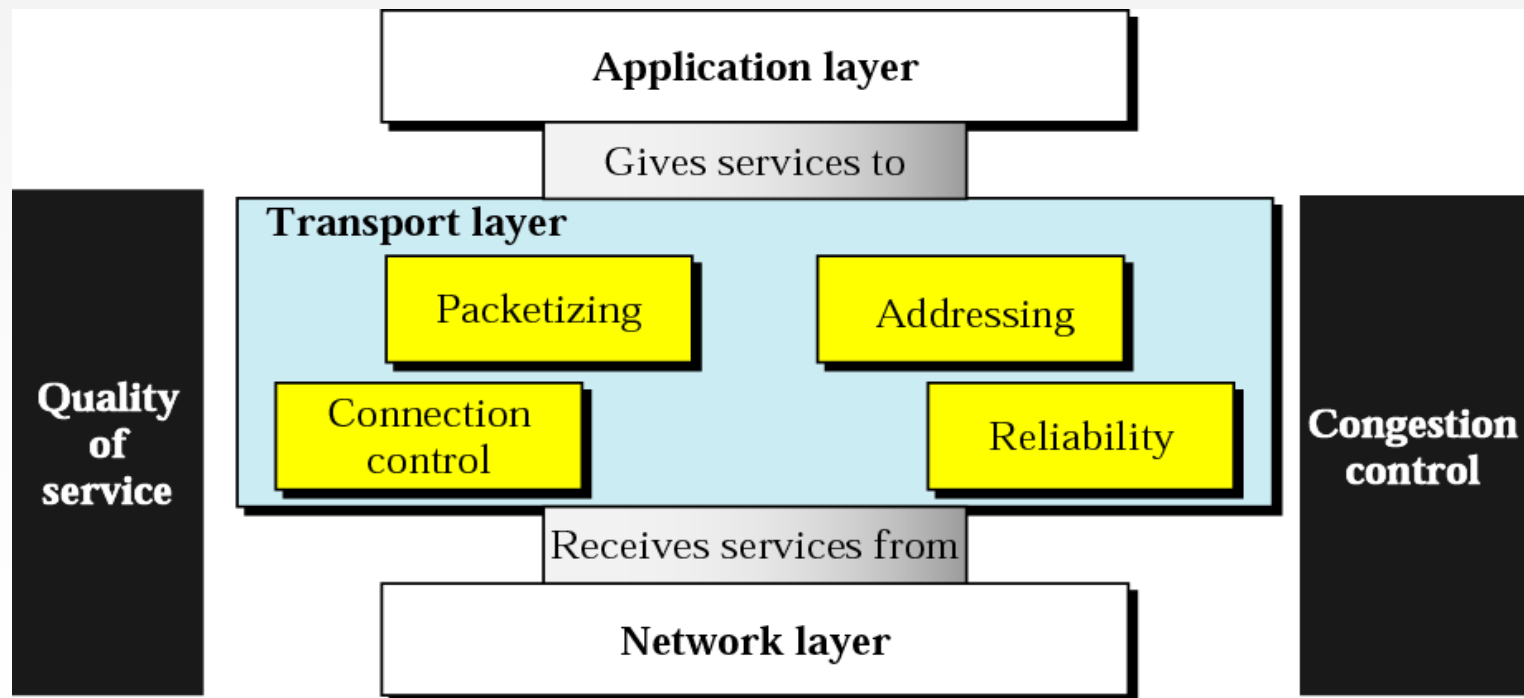 Application layer
Gives services to
Transport layer
Packetizing
Addressing
Connection
control
Reliability
Quality
of
service
Congestion
control
Receives services from
Network layer